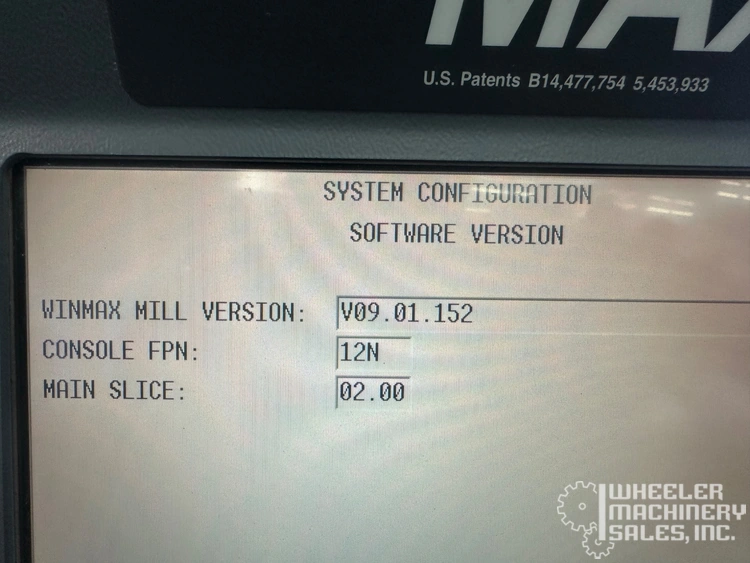 U.S. Patents B14,477,754 5,453,933
SYSTEM CONFIGURATION
SOFTWARE VERSION
WINMAX MILL VERSION: V09.01.152
CONSOLE FPN: 12N
MAIN SLICE: 02.00
WHEELER
MACHINERY
SALES, INC.